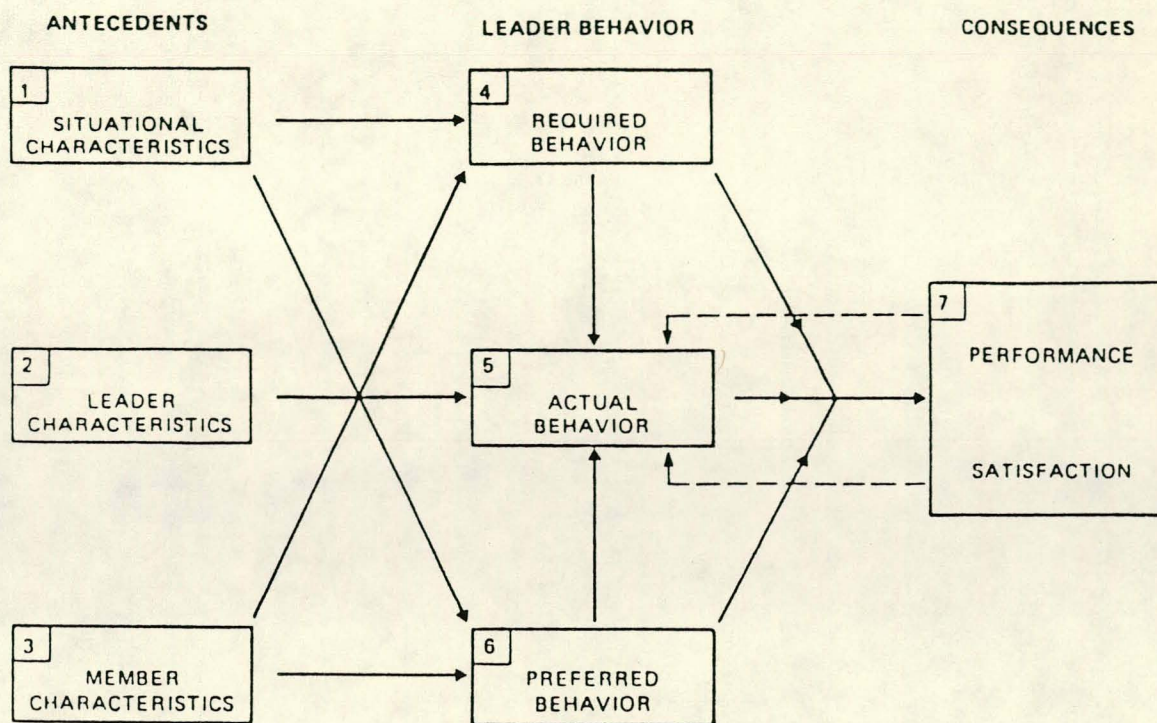 ANTECEDENTS
LEADER BEHAVIOR
CONSEQUENCES
1
SITUATIONAL
CHARACTERISTICS
4
REQUIRED
BEHAVIOR
2
LEADER
CHARACTERISTICS
5
ACTUAL
BEHAVIOR
7
PERFORMANCE
SATISFACTION
3
MEMBER
CHARACTERISTICS
6
PREFERRED
BEHAVIOR